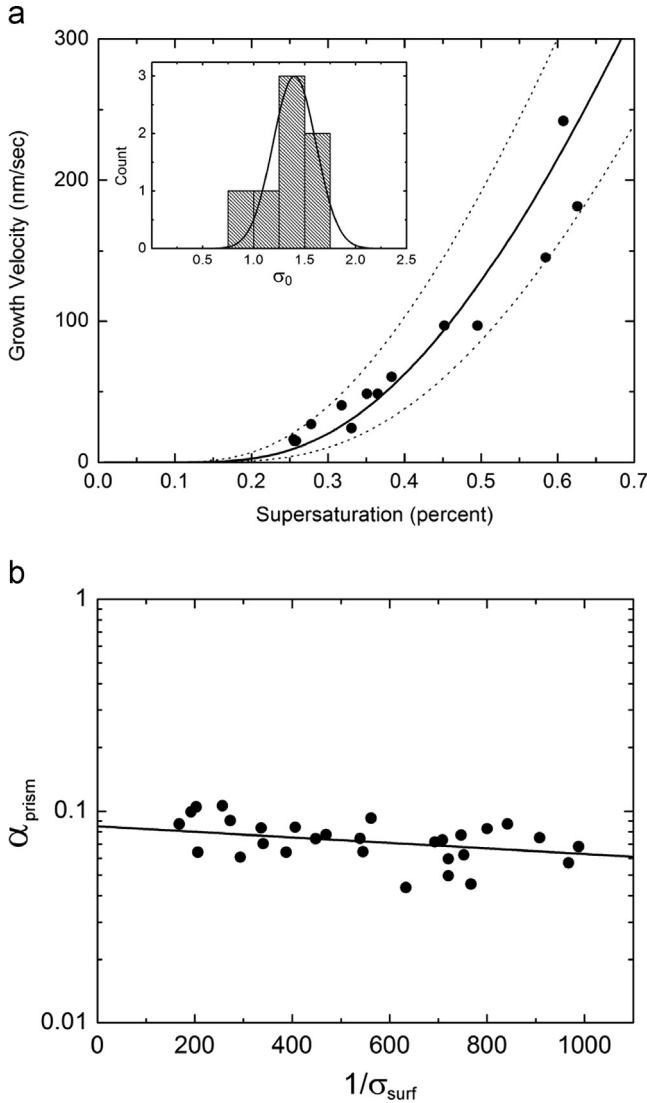 a
300
200
100
0
Growth Velocity (nm/sec)
3
2
1
0
Count
0.5 1.0 1.5 2.0 2.5
σ0
0.0 0.1 0.2 0.3 0.4 0.5 0.6 0.7
Supersaturation (percent)
b
1
0.1
0.01
αprism
0 200 400 600 800 1000
1/σsurf